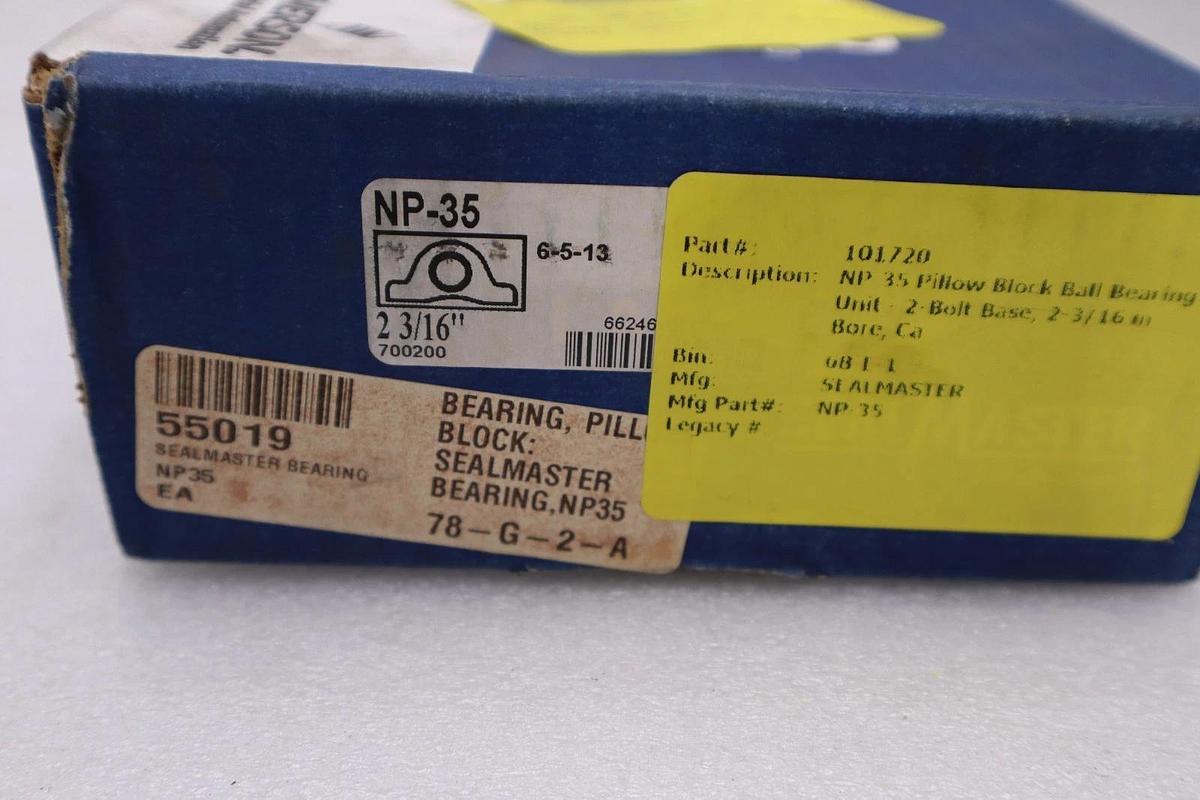 EMERSON
NP-35
6-5-13
2 3/16"
66246
700200
55019
SEALMASTER BEARING
NP35
EA
BEARING, PILL
BLOCK:
SEALMASTER
BEARING,NP35
78-G-2-A
Part#: 101720
Description: NP-35 Pillow Block Ball Bearing
Unit - 2-Bolt Base, 2-3/16 in
Bore, Ca
Bin:
Mfg: SEALMASTER
Mfg Part#: NP-35
Legacy #